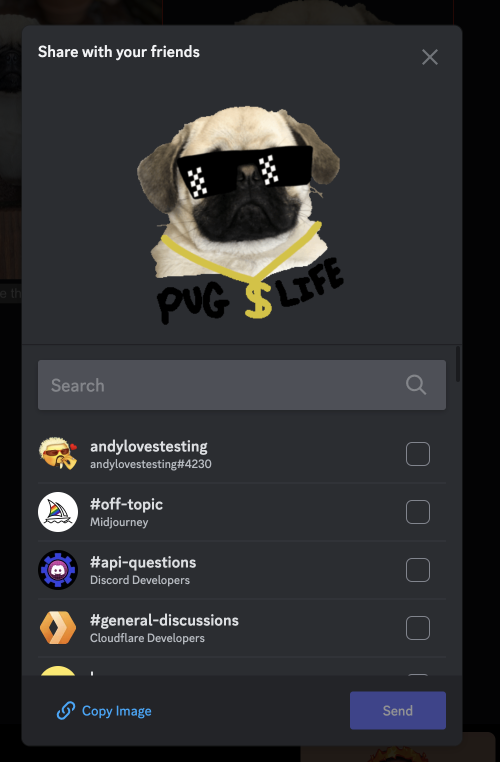 Share with your friends
PUG $ LIFE
Search
andylovestesting
andylovestesting#4230
#off-topic
Midjourney
#api-questions
Discord Developers
#general-discussions
Cloudflare Developers
Copy Image
Send